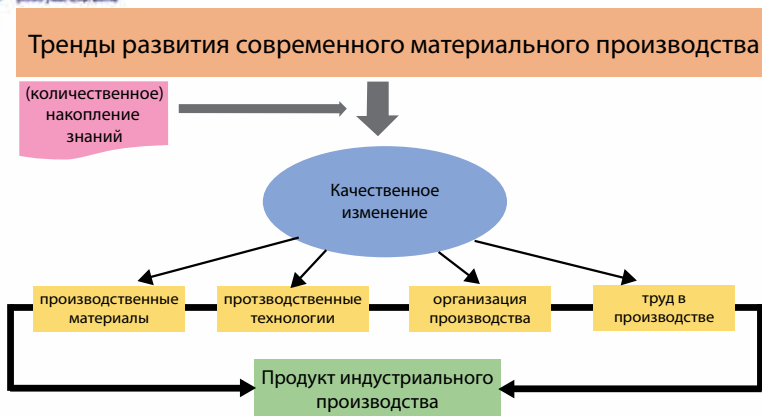 Тренды развития современного материального производства
(количественное)
накопление
знаний
Качественное
изменение
производственные
материалы
протзводственные
технологии
организация
производства
труд в
производстве
Продукт индустриального
производства